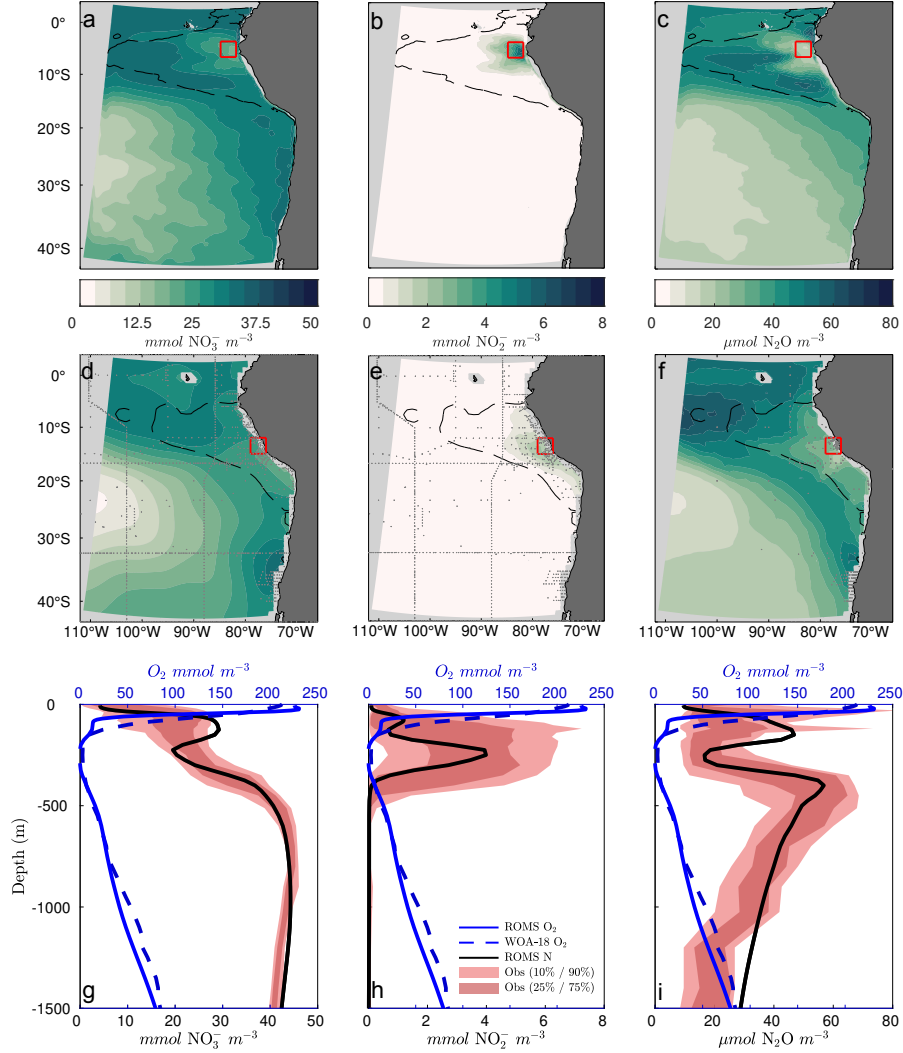 a b c
0°
10°S
20°S
30°S
40°S
0 12.5 25 37.5 50 0 2 4 6 8 0 20 40 60 80
mmol NO₃⁻ m⁻³ mmol NO₂⁻ m⁻³ μmol N₂O m⁻³
d e f
0°
10°S
20°S
30°S
40°S
110°W 100°W 90°W 80°W 70°W 110°W 100°W 90°W 80°W 70°W 110°W 100°W 90°W 80°W 70°W
O₂ mmol m⁻³ O₂ mmol m⁻³ O₂ mmol m⁻³
0 50 100 150 200 250 0 50 100 150 200 250 0 50 100 150 200 250
0
-500
Depth (m)
-1000
ROMS O₂
WOA-18 O₂
ROMS N
Obs (10% / 90%)
Obs (25% / 75%)
g h i
-1500
0 10 20 30 40 50 0 2 4 6 8 0 20 40 60 80
mmol NO₃⁻ m⁻³ mmol NO₂⁻ m⁻³ μmol N₂O m⁻³